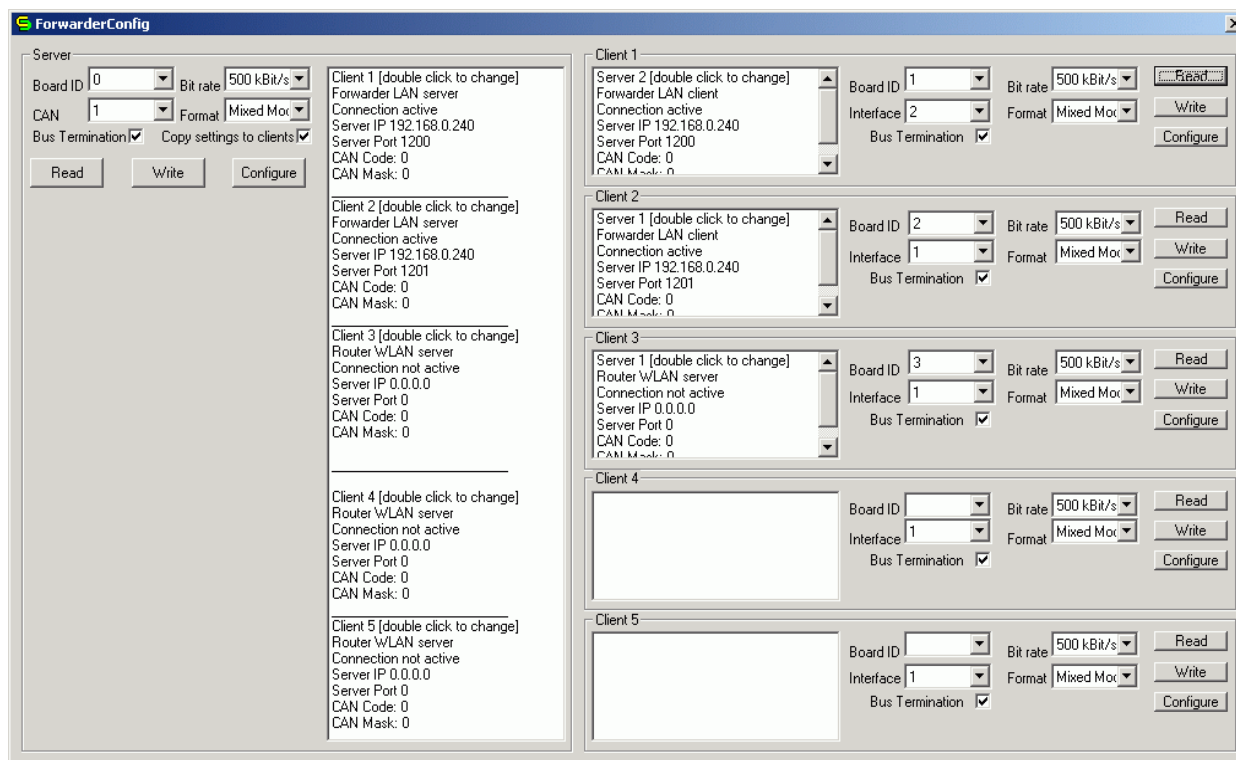 ForwarderConfig
Server
Board ID 0 Bit rate 500 kBit/s
CAN 1 Format Mixed Mo
Bus Termination Copy settings to clients
Read Write Configure
Client 1 [double click to change]
Forwarder LAN server
Connection active
Server IP 192.168.0.240
Server Port 1200
CAN Code: 0
CAN Mask: 0
Client 2 [double click to change]
Forwarder LAN server
Connection active
Server IP 192.168.0.240
Server Port 1201
CAN Code: 0
CAN Mask: 0
Client 3 [double click to change]
Router WLAN server
Connection not active
Server IP 0.0.0.0
Server Port 0
CAN Code: 0
CAN Mask: 0
Client 4 [double click to change]
Router WLAN server
Connection not active
Server IP 0.0.0.0
Server Port 0
CAN Code: 0
CAN Mask: 0
Client 5 [double click to change]
Router WLAN server
Connection not active
Server IP 0.0.0.0
Server Port 0
CAN Code: 0
CAN Mask: 0
Client 1
Server 2 [double click to change]
Forwarder LAN client
Connection active
Server IP 192.168.0.240
Server Port 1200
CAN Code: 0
CAN Mask: 0
Board ID 1 Bit rate 500 kBit/s Read
Interface 2 Format Mixed Mo Write
Bus Termination Configure
Client 2
Server 1 [double click to change]
Forwarder LAN client
Connection active
Server IP 192.168.0.240
Server Port 1201
CAN Code: 0
CAN Mask: 0
Board ID 2 Bit rate 500 kBit/s Read
Interface 1 Format Mixed Mo Write
Bus Termination Configure
Client 3
Server 1 [double click to change]
Router WLAN server
Connection not active
Server IP 0.0.0.0
Server Port 0
CAN Code: 0
CAN Mask: 0
Board ID 3 Bit rate 500 kBit/s Read
Interface 1 Format Mixed Mo Write
Bus Termination Configure
Client 4
Board ID Bit rate 500 kBit/s Read
Interface 1 Format Mixed Mo Write
Bus Termination Configure
Client 5
Board ID Bit rate 500 kBit/s Read
Interface 1 Format Mixed Mo Write
Bus Termination Configure